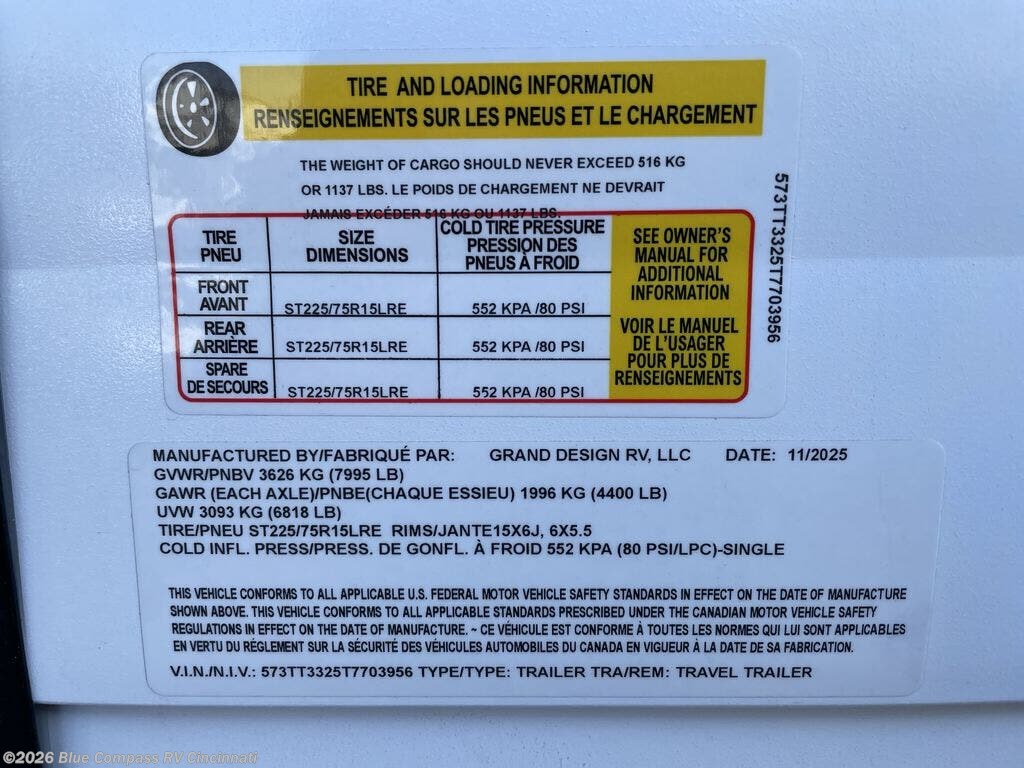 TIRE AND LOADING INFORMATION
RENSEIGNEMENTS SUR LES PNEUS ET LE CHARGEMENT
THE WEIGHT OF CARGO SHOULD NEVER EXCEED 516 KG
OR 1137 LBS. LE POIDS DE CHARGEMENT NE DEVRAIT
JAMAIS EXCÉDER 516 KG OU 1137 LBS.
TIRE
PNEU
SIZE
DIMENSIONS
COLD TIRE PRESSURE
PRESSION DES
PNEUS À FROID
FRONT
AVANT
ST225/75R15LRE
552 KPA /80 PSI
REAR
ARRIÈRE
ST225/75R15LRE
552 KPA /80 PSI
SPARE
DE SECOURS
ST225/75R15LRE
552 KPA /80 PSI
SEE OWNER'S
MANUAL FOR
ADDITIONAL
INFORMATION
VOIR LE MANUEL
DE L'USAGER
POUR PLUS DE
RENSEIGNEMENTS
573TT3325T7703956
MANUFACTURED BY/FABRIQUÉ PAR: GRAND DESIGN RV, LLC DATE: 11/2025
GVWR/PNBV 3626 KG (7995 LB)
GAWR (EACH AXLE)/PNBE(CHAQUE ESSIEU) 1996 KG (4400 LB)
UVW 3093 KG (6818 LB)
TIRE/PNEU ST225/75R15LRE RIMS/JANTE15X6J, 6X5.5
COLD INFL. PRESS/PRESS. DE GONFL. À FROID 552 KPA (80 PSI/LPC)-SINGLE
THIS VEHICLE CONFORMS TO ALL APPLICABLE U.S. FEDERAL MOTOR VEHICLE SAFETY STANDARDS IN EFFECT ON THE DATE OF MANUFACTURE
SHOWN ABOVE. THIS VEHICLE CONFORMS TO ALL APPLICABLE STANDARDS PRESCRIBED UNDER THE CANADIAN MOTOR VEHICLE SAFETY
REGULATIONS IN EFFECT ON THE DATE OF MANUFACTURE. ~ CE VÉHICULE EST CONFORME À TOUTES LES NORMES QUI LUI SONT APPLICABLES
EN VERTU DU RÉGLEMENT SUR LA SÉCURITÉ DES VÉHICULES AUTOMOBILES DU CANADA EN VIGUEUR À LA DATE DE SA FABRICATION.
V.I.N./N.I.V.: 573TT3325T7703956 TYPE/TYPE: TRAILER TRA/REM: TRAVEL TRAILER
©2026 Blue Compass RV Cincinnati